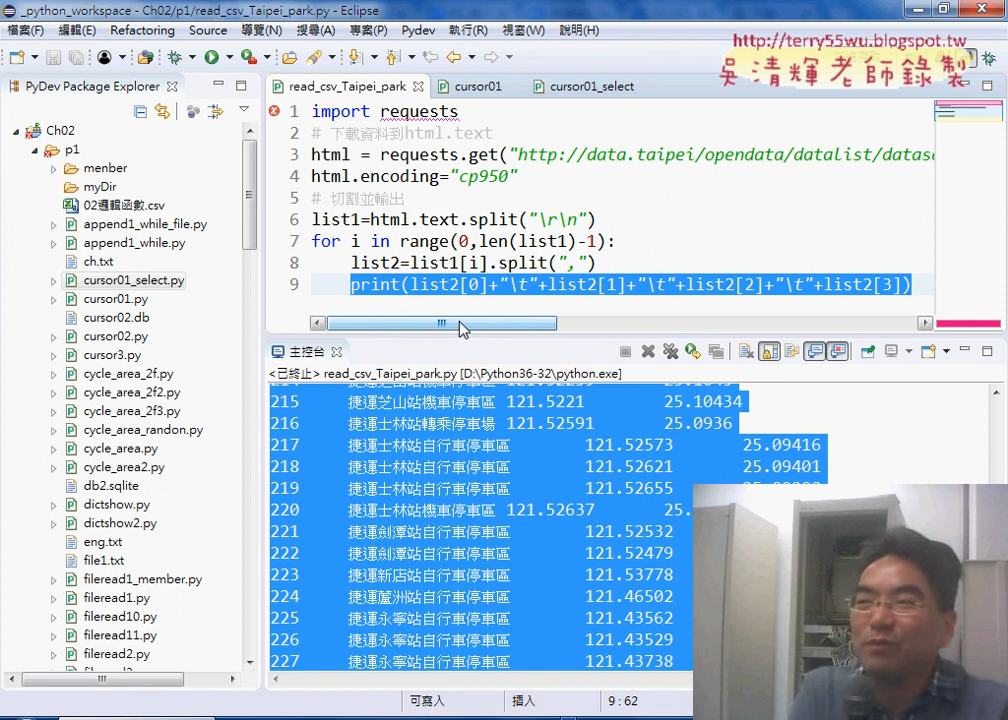 _python_workspace - Ch02/p1/read_csv_Taipei_park.py - Eclipse
檔案(F) 編輯(E) Refactoring Source 導覽(N) 搜尋(A) 專案(P) Pydev 執行(R) 視窗(W) 說明(H)
http://terry55wu.blogspot.tw
吳清輝老師錄製
PyDev Package Explorer
Ch02
p1
menber
myDir
02邏輯函數.csv
append1_while_file.py
append1_while.py
ch.txt
cursor01_select.py
cursor01.py
cursor02.db
cursor02.py
cursor3.py
cycle_area_2f.py
cycle_area_2f2.py
cycle_area_2f3.py
cycle_area_randon.py
cycle_area.py
cycle_area2.py
db2.sqlite
dictshow.py
dictshow2.py
eng.txt
file1.txt
fileread1_member.py
fileread1.py
fileread10.py
fileread11.py
fileread2.py
read_csv_Taipei_park cursor01 cursor01_select
1 import requests
2 # 下載資料到html.text
3 html = requests.get("http://data.taipei/opendata/datalist/datas
4 html.encoding="cp950"
5 # 切割並輸出
6 list1=html.text.split("\r\n")
7 for i in range(0,len(list1)-1):
8 list2=list1[i].split(",")
9 print(list2[0]+"\t"+list2[1]+"\t"+list2[2]+"\t"+list2[3])
主控台
<已終止> read_csv_Taipei_park.py [D:\Python36-32\python.exe]
215 捷運芝山站機車停車區 121.5221 25.10434
216 捷運士林站轉乘停車場 121.52591 25.0936
217 捷運士林站自行車停車區 121.52573 25.09416
218 捷運士林站自行車停車區 121.52621 25.09401
219 捷運士林站自行車停車區 121.52655
220 捷運士林站機車停車區 121.52637 25.
221 捷運劍潭站自行車停車區 121.52532
222 捷運劍潭站自行車停車區 121.52479
223 捷運新店站自行車停車區 121.53778
224 捷運蘆洲站自行車停車區 121.46502
225 捷運永寧站自行車停車區 121.43562
226 捷運永寧站自行車停車區 121.43529
227 捷運永寧站自行車停車區 121.43738
可寫入 插入 9:62